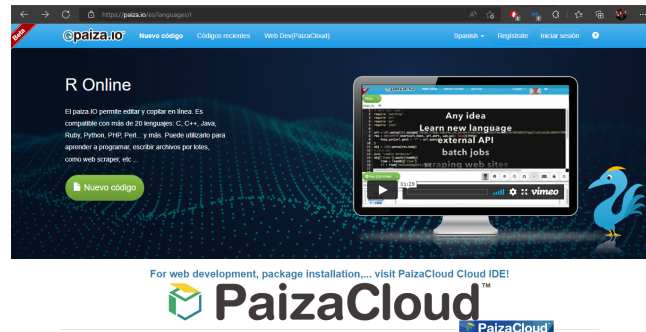 https://paiza.io/es/languages/r
Beta
paiza.IO
Nuevo código
Códigos recientes
Web Dev(PaizaCloud)
Spanish
Regístrate
Iniciar sesión
R Online
El paiza.IO permite editar y copilar en línea. Es
compatible con más de 20 lenguajes: C, C++, Java,
Ruby, Python, PHP, Perl... y más. Puede utilizarlo para
aprender a programar, escribir archivos por lotes,
como web scraper, etc ...
Nuevo código
Any idea
Learn new language
external API
batch jobs
scraping web sites
01:29
vimeo
For web development, package installation,... visit PaizaCloud Cloud IDE!
PaizaCloud™
PaizaCloud